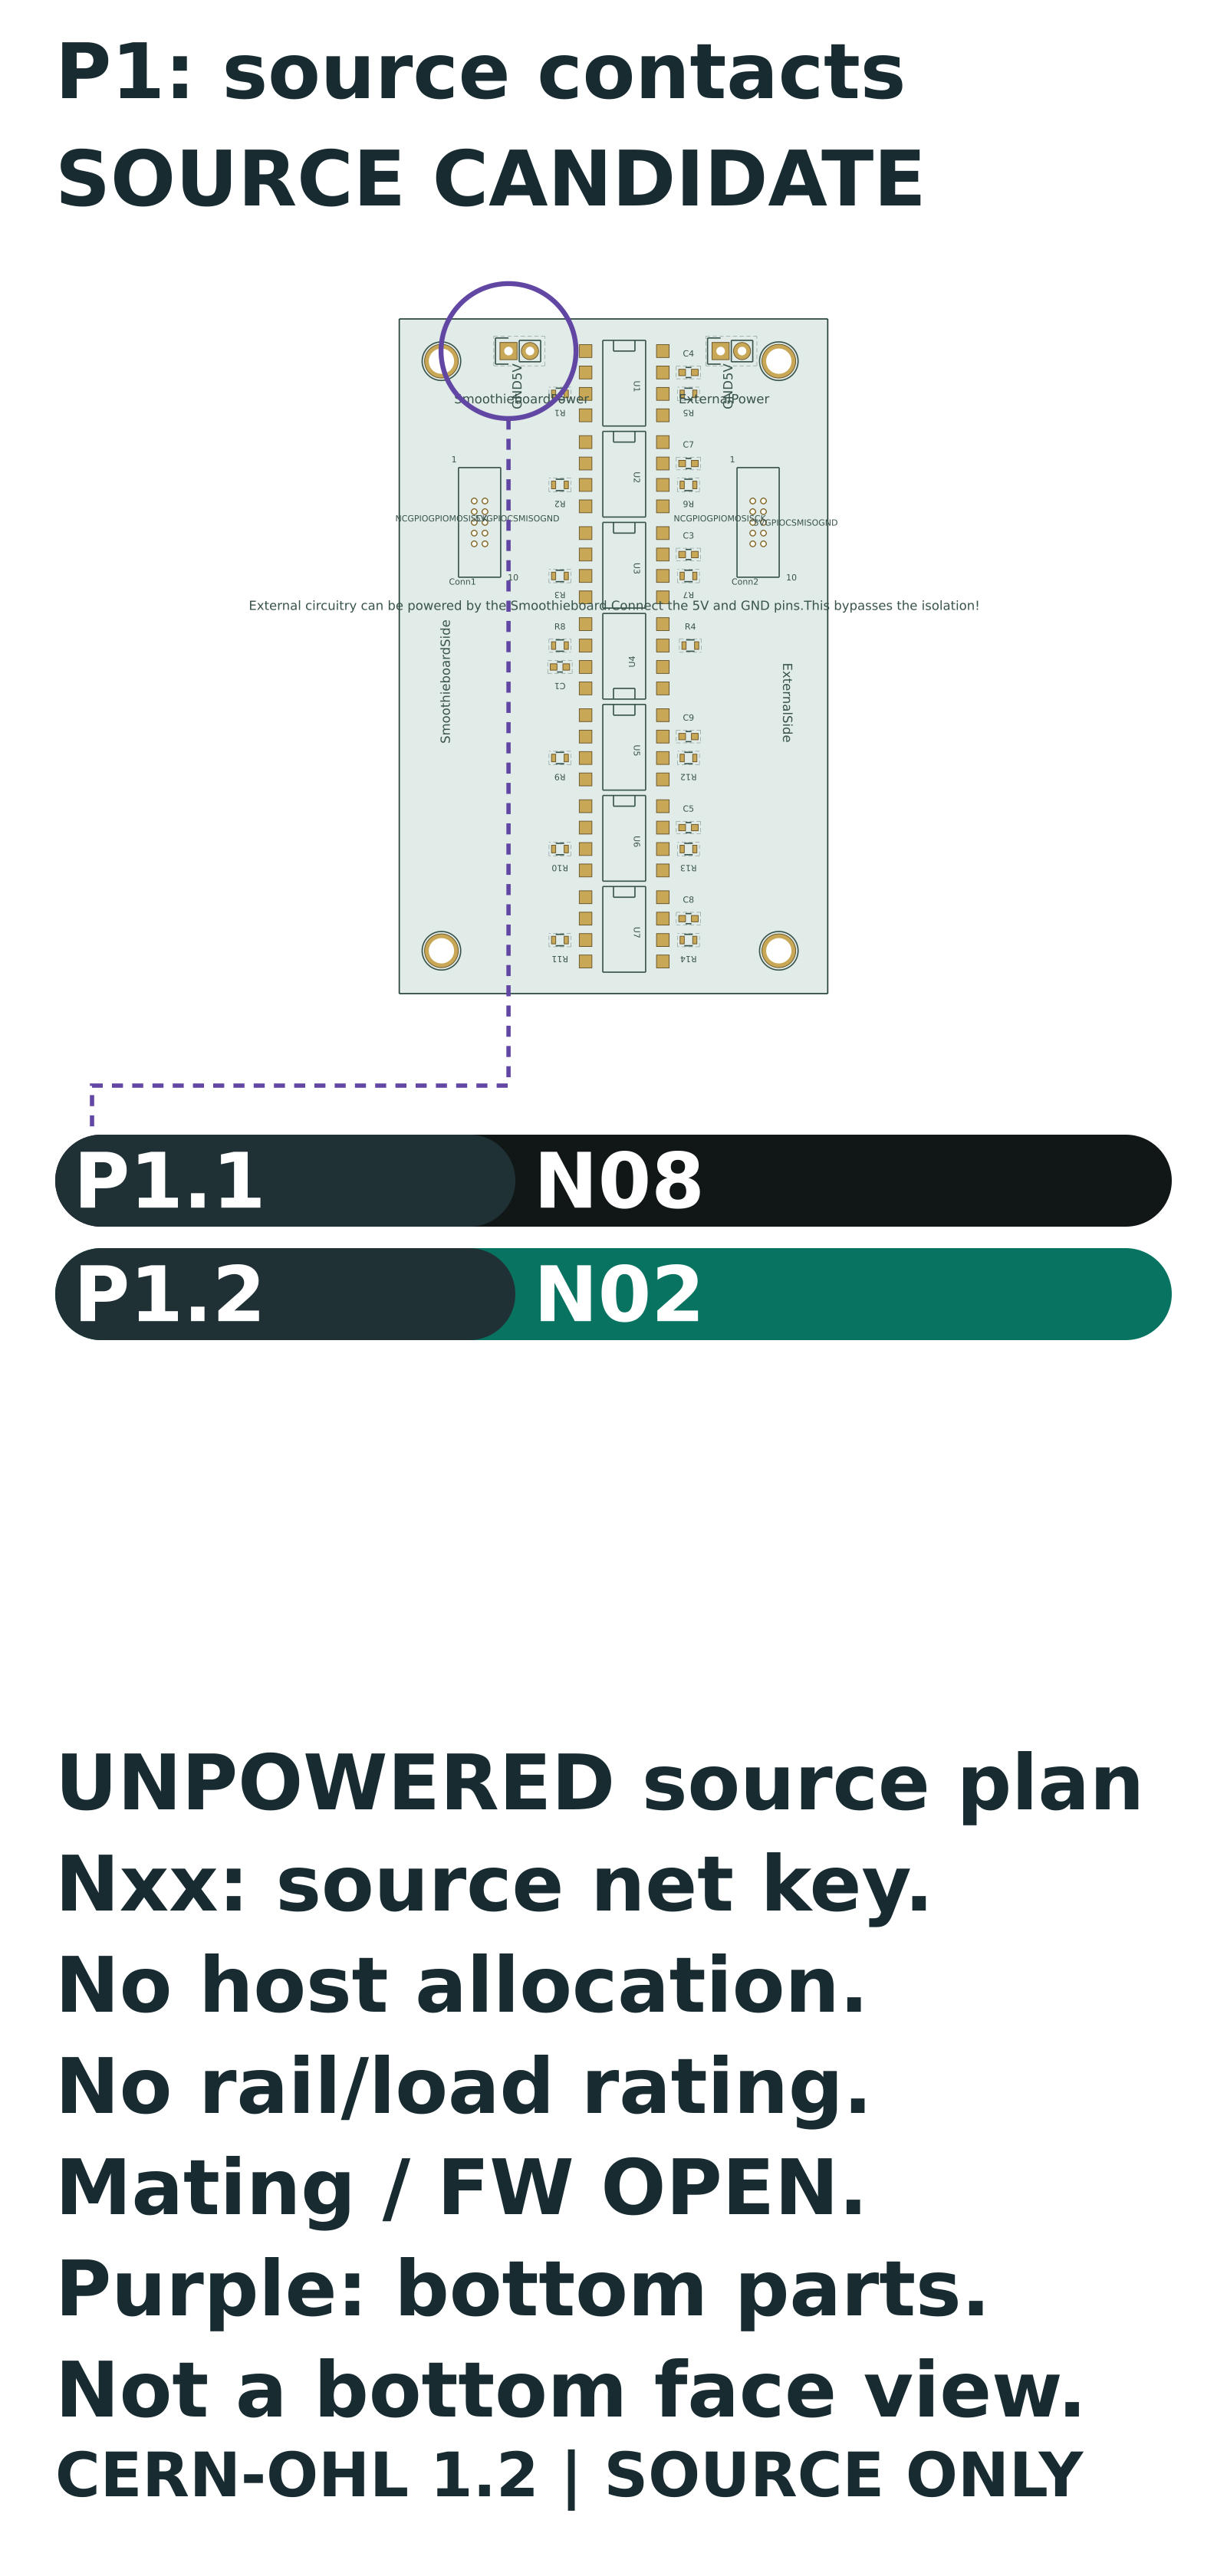 P1: source contacts
SOURCE CANDIDATE
GND5V
GND5V
SmoothieboardPower
ExternalPower
C4
U1
R1
R5
C7
U2
R2
R6
1
1
NCGPIOGPIOMOSISCK
GPIOCSMISOGND
NCGPIOGPIOMOSISCK
GPIOCSMISOGND
C3
U3
R3
R7
Conn1
10
Conn2
10
External circuitry can be powered by the Smoothieboard.Connect the 5V and GND pins.This bypasses the isolation!
R8
R4
U4
C1
SmoothieboardSide
ExternalSide
C9
U5
R9
R12
C5
U6
R10
R13
C8
U7
R11
R14
P1.1 N08
P1.2 N02
UNPOWERED source plan
Nxx: source net key.
No host allocation.
No rail/load rating.
Mating / FW OPEN.
Purple: bottom parts.
Not a bottom face view.
CERN-OHL 1.2 | SOURCE ONLY